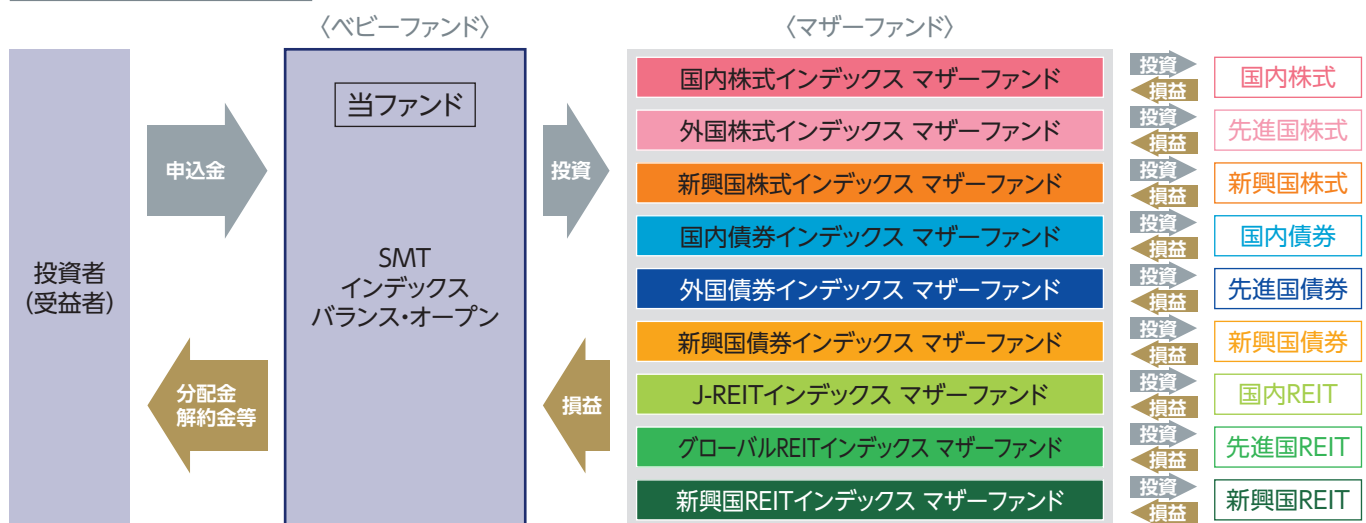 〈ベビーファンド〉
〈マザーファンド〉
投資者
(受益者)
申込金
分配金
解約金等
当ファンド
SMT
インデックス
バランス・オープン
投資
損益
国内株式インデックス マザーファンド
投資
損益
国内株式
外国株式インデックス マザーファンド
投資
損益
先進国株式
新興国株式インデックス マザーファンド
投資
損益
新興国株式
国内債券インデックス マザーファンド
投資
損益
国内債券
外国債券インデックス マザーファンド
投資
損益
先進国債券
新興国債券インデックス マザーファンド
投資
損益
新興国債券
J-REITインデックス マザーファンド
投資
損益
国内REIT
グローバルREITインデックス マザーファンド
投資
損益
先進国REIT
新興国REITインデックス マザーファンド
投資
損益
新興国REIT